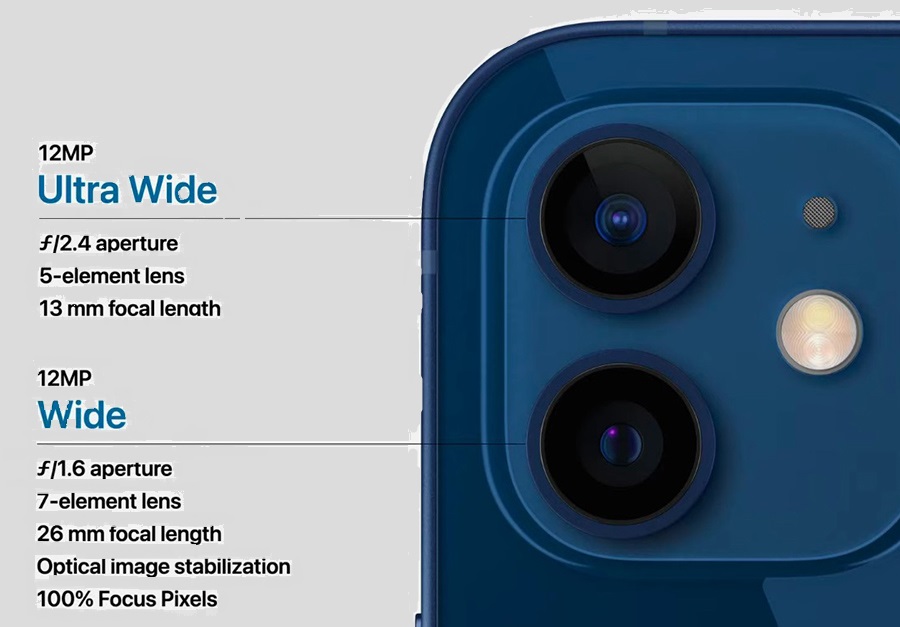 12MP
Ultra Wide
ƒ/2.4 aperture
5-element lens
13 mm focal length
12MP
Wide
ƒ/1.6 aperture
7-element lens
26 mm focal length
Optical image stabilization
100% Focus Pixels